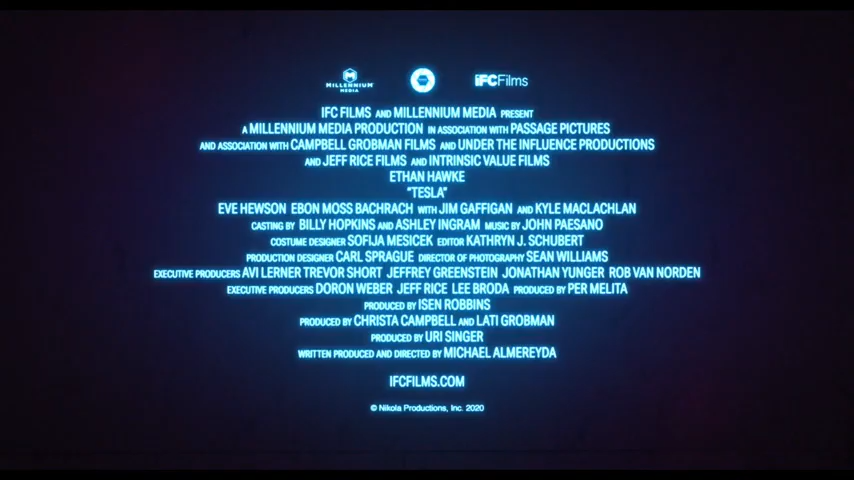 MILLENNIUM
MEDIA
iFCFilms
IFC FILMS AND MILLENNIUM MEDIA PRESENT
A MILLENNIUM MEDIA PRODUCTION IN ASSOCIATION WITH PASSAGE PICTURES
AND ASSOCIATION WITH CAMPBELL GROBMAN FILMS AND UNDER THE INFLUENCE PRODUCTIONS
AND JEFF RICE FILMS AND INTRINSIC VALUE FILMS
ETHAN HAWKE
“TESLA”
EVE HEWSON EBON MOSS BACHRACH WITH JIM GAFFIGAN AND KYLE MACLACHLAN
CASTING BY BILLY HOPKINS AND ASHLEY INGRAM MUSIC BY JOHN PAESANO
COSTUME DESIGNER SOFIJA MESICEK EDITOR KATHRYN J. SCHUBERT
PRODUCTION DESIGNER CARL SPRAGUE DIRECTOR OF PHOTOGRAPHY SEAN WILLIAMS
EXECUTIVE PRODUCERS AVI LERNER TREVOR SHORT JEFFREY GREENSTEIN JONATHAN YUNGER ROB VAN NORDEN
EXECUTIVE PRODUCERS DORON WEBER JEFF RICE LEE BRODA PRODUCED BY PER MELITA
PRODUCED BY ISEN ROBBINS
PRODUCED BY CHRISTA CAMPBELL AND LATI GROBMAN
PRODUCED BY URI SINGER
WRITTEN PRODUCED AND DIRECTED BY MICHAEL ALMEREYDA
IFCFILMS.COM
© Nikola Productions, Inc. 2020